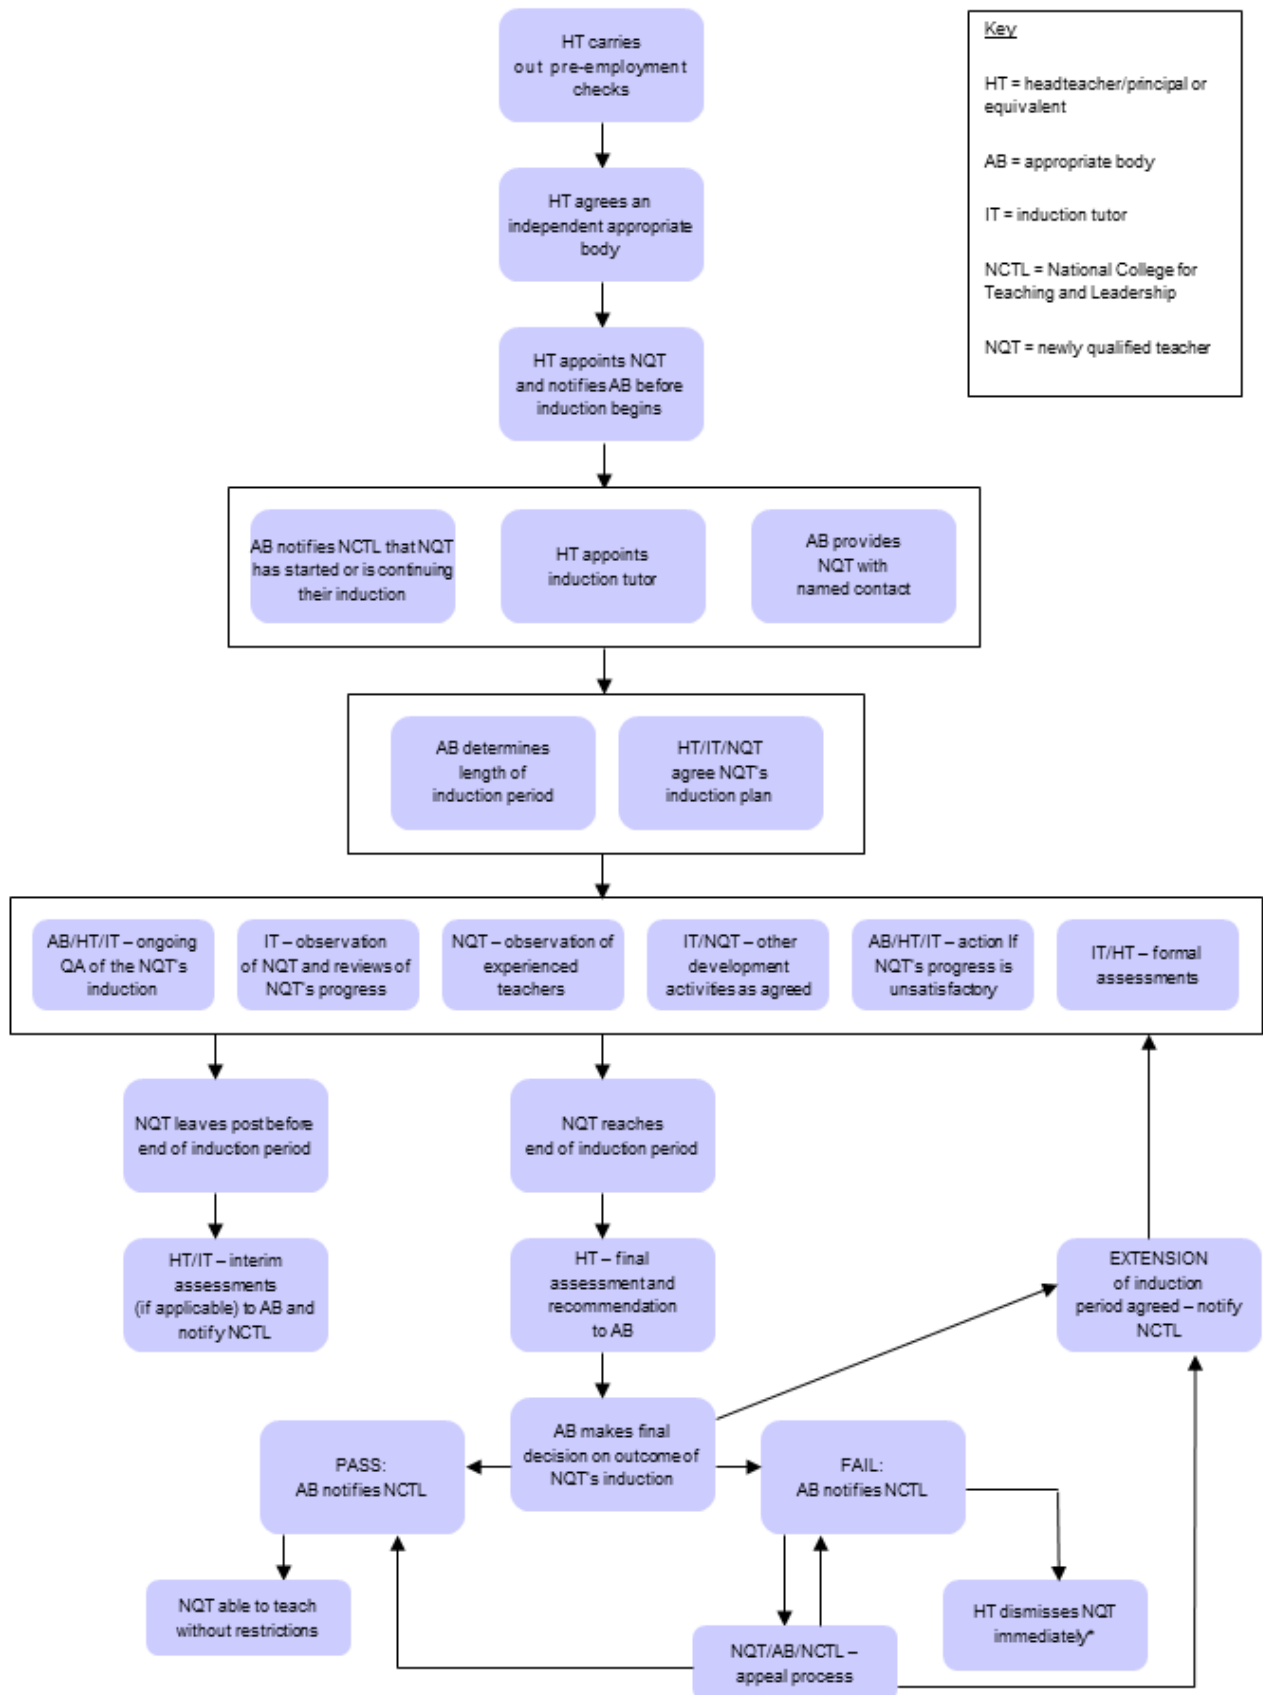 HT carries
out pre-employment
checks
Key
HT = headteacher/principal or
equivalent
AB = appropriate body
IT = induction tutor
NCTL = National College for
Teaching and Leadership
NQT = newly qualified teacher
HT agrees an
independent appropriate
body
HT appoints NQT
and notifies AB before
induction begins
AB notifies NCTL that NQT
has started or is continuing
their induction
HT appoints
induction tutor
AB provides
NQT with
named contact
AB determines
length of
induction period
HT/IT/NQT
agree NQT's
induction plan
AB/HT/IT – ongoing
QA of the NQT's
induction
IT – observation
of NQT and reviews of
NQT's progress
NQT – observation of
experienced
teachers
IT/NQT – other
development
activities as agreed
AB/HT/IT – action If
NQT's progress is
unsatisfactory
IT/HT – formal
assessments
NQT leaves post before
end of induction period
NQT reaches
end of induction period
HT/IT – interim
assessments
(if applicable) to AB and
notify NCTL
HT – final
assessment and
recommendation
to AB
EXTENSION
of induction
period agreed – notify
NCTL
PASS:
AB notifies NCTL
AB makes final
decision on outcome of
NQT's induction
FAIL:
AB notifies NCTL
NQT able to teach
without restrictions
NQT/AB/NCTL –
appeal process
HT dismisses NQT
immediately*